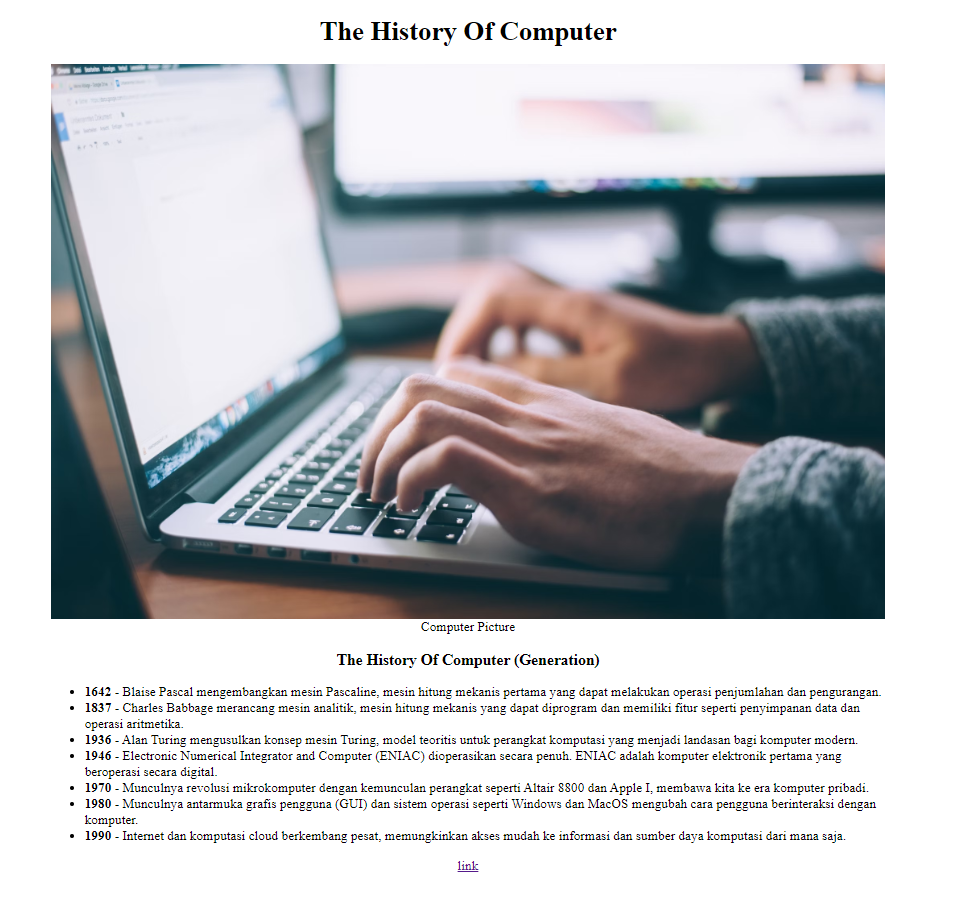 The History Of Computer
Computer Picture
The History Of Computer (Generation)
1642 - Blaise Pascal mengembangkan mesin Pascaline, mesin hitung mekanis pertama yang dapat melakukan operasi penjumlahan dan pengurangan.
1837 - Charles Babbage merancang mesin analitik, mesin hitung mekanis yang dapat diprogram dan memiliki fitur seperti penyimpanan data dan
operasi aritmetika.
1936 - Alan Turing mengusulkan konsep mesin Turing, model teoritis untuk perangkat komputasi yang menjadi landasan bagi komputer modern.
1946 - Electronic Numerical Integrator and Computer (ENIAC) dioperasikan secara penuh. ENIAC adalah komputer elektronik pertama yang
beroperasi secara digital.
1970 - Munculnya revolusi mikrokomputer dengan kemunculan perangkat seperti Altair 8800 dan Apple I, membawa kita ke era komputer pribadi.
1980 - Munculnya antarmuka grafis pengguna (GUI) dan sistem operasi seperti Windows dan MacOS mengubah cara pengguna berinteraksi dengan
komputer.
1990 - Internet dan komputasi cloud berkembang pesat, memungkinkan akses mudah ke informasi dan sumber daya komputasi dari mana saja.
link